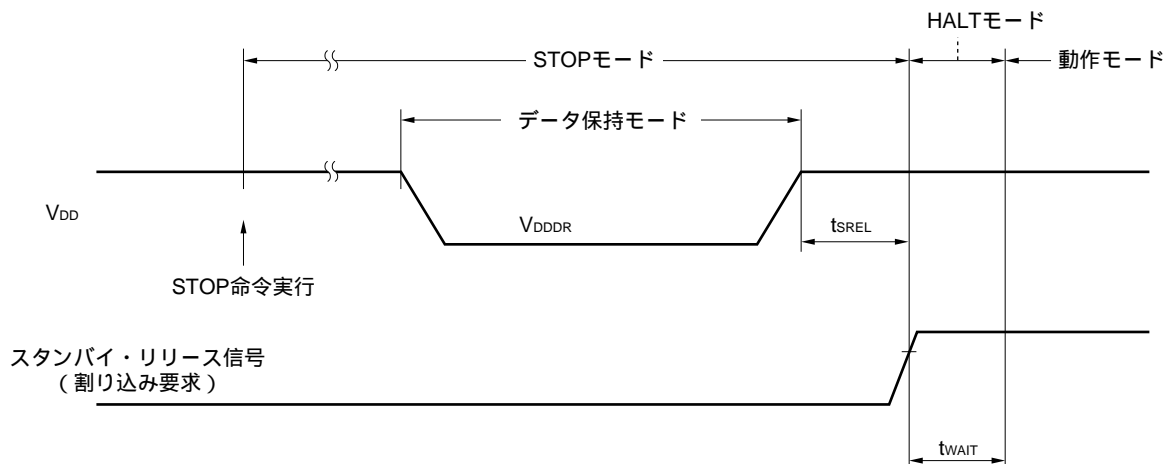 HALTモード
STOPモード
動作モード
データ保持モード
VDD
VDDDR
tSREL
STOP命令実行
スタンバイ・リリース信号
（割り込み要求）
tWAIT